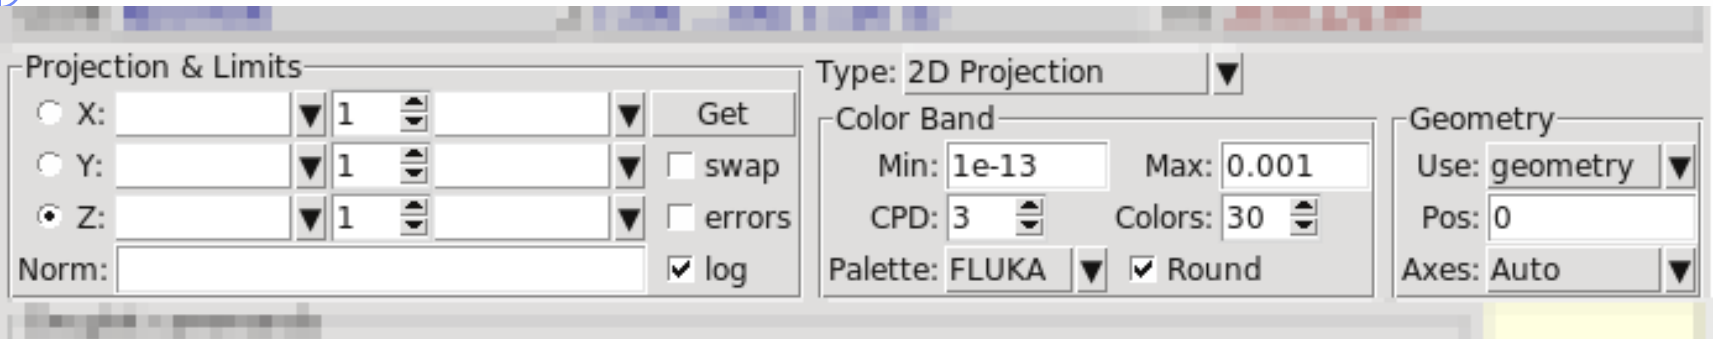 Projection & Limits
X: 1 Get
Y: 1 swap
Z: 1 errors
Norm: log
Type: 2D Projection
Color Band
Min: 1e-13 Max: 0.001
CPD: 3 Colors: 30
Palette: FLUKA Round
Geometry
Use: geometry
Pos: 0
Axes: Auto